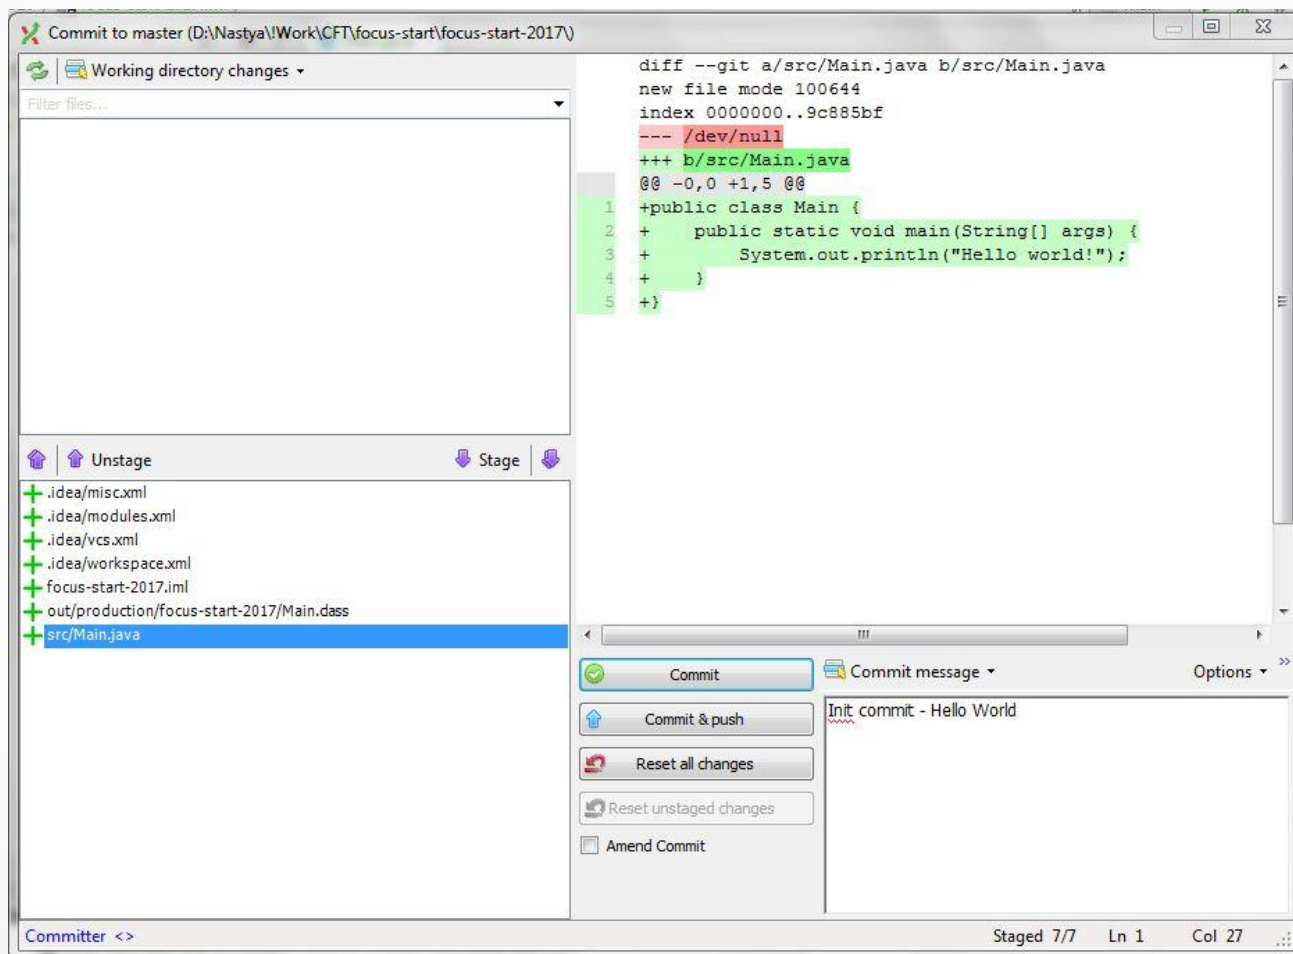 Commit to master (D:\Nastya\!Work\CFT\focus-start\focus-start-2017\)
Working directory changes
Filter files...
Unstage
Stage
.idea/misc.xml
.idea/modules.xml
.idea/vcs.xml
.idea/workspace.xml
focus-start-2017.iml
out/production/focus-start-2017/Main.class
src/Main.java
diff --git a/src/Main.java b/src/Main.java
new file mode 100644
index 0000000..9c885bf
--- /dev/null
+++ b/src/Main.java
@@ -0,0 +1,5 @@
1 +public class Main {
2 +    public static void main(String[] args) {
3 +        System.out.println("Hello world!");
4 +    }
5 +}
Commit
Commit & push
Reset all changes
Reset unstaged changes
Amend Commit
Commit message
Options »
Init commit - Hello World
Committer <>
Staged 7/7 Ln 1 Col 27